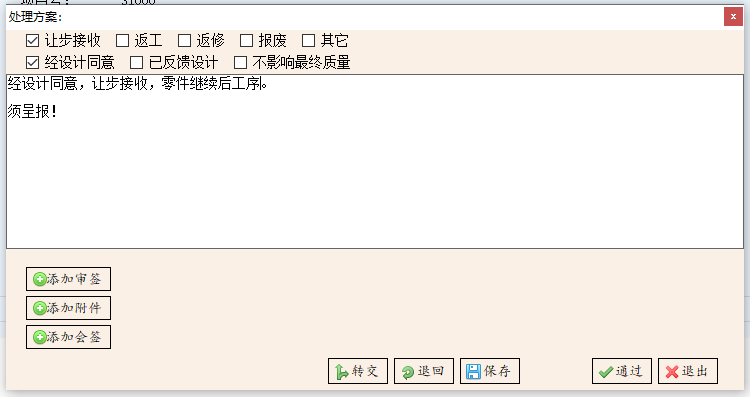 处理方案:
让步接收 返工 返修 报废 其它
经设计同意 已反馈设计 不影响最终质量
经设计同意，让步接收，零件继续后工序。
须呈报！
添加审签
添加附件
添加会签
转交 退回 保存 通过 退出